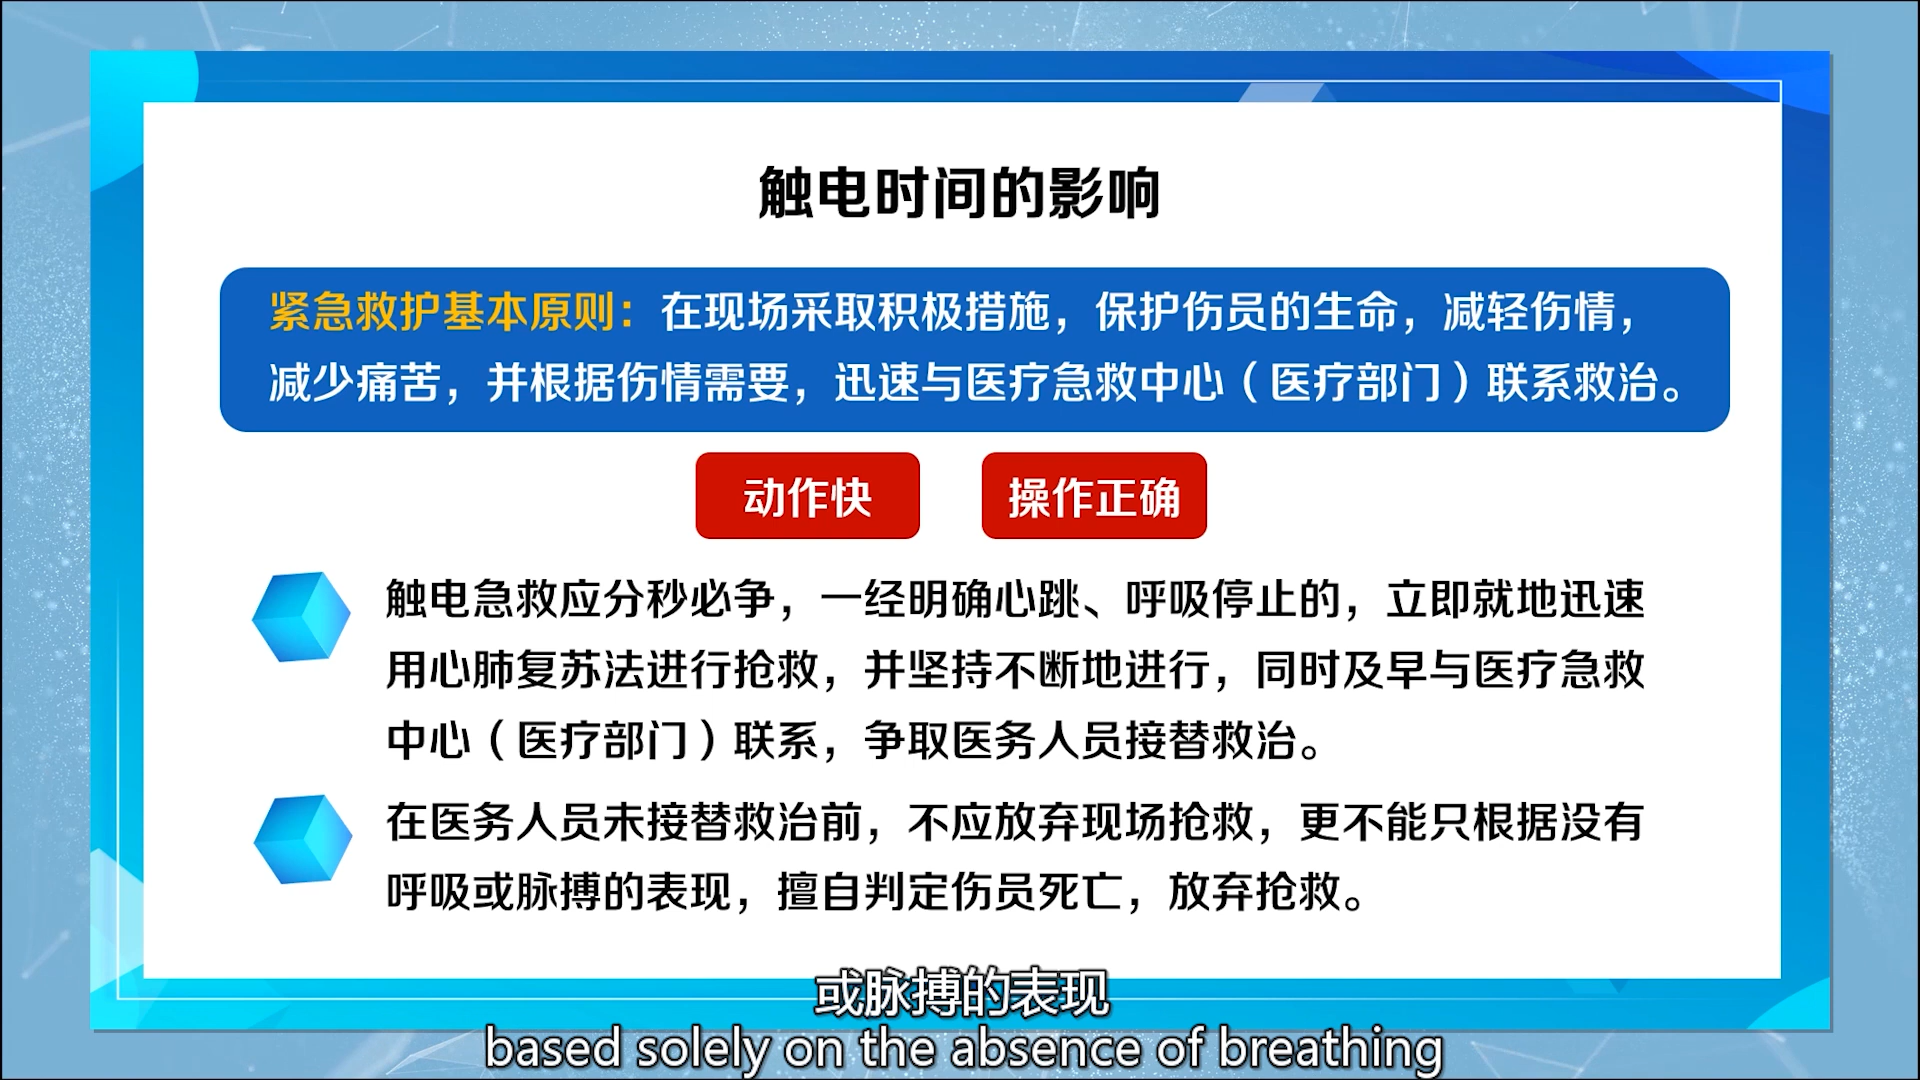 触电时间的影响
紧急救护基本原则：在现场采取积极措施，保护伤员的生命，减轻伤情，
减少痛苦，并根据伤情需要，迅速与医疗急救中心（医疗部门）联系救治。
动作快
操作正确
触电急救应分秒必争，一经明确心跳、呼吸停止的，立即就地迅速
用心肺复苏法进行抢救，并坚持不断地进行，同时及早与医疗急救
中心（医疗部门）联系，争取医务人员接替救治。
在医务人员未接替救治前，不应放弃现场抢救，更不能只根据没有
呼吸或脉搏的表现，擅自判定伤员死亡，放弃抢救。
或脉搏的表现
based solely on the absence of breathing